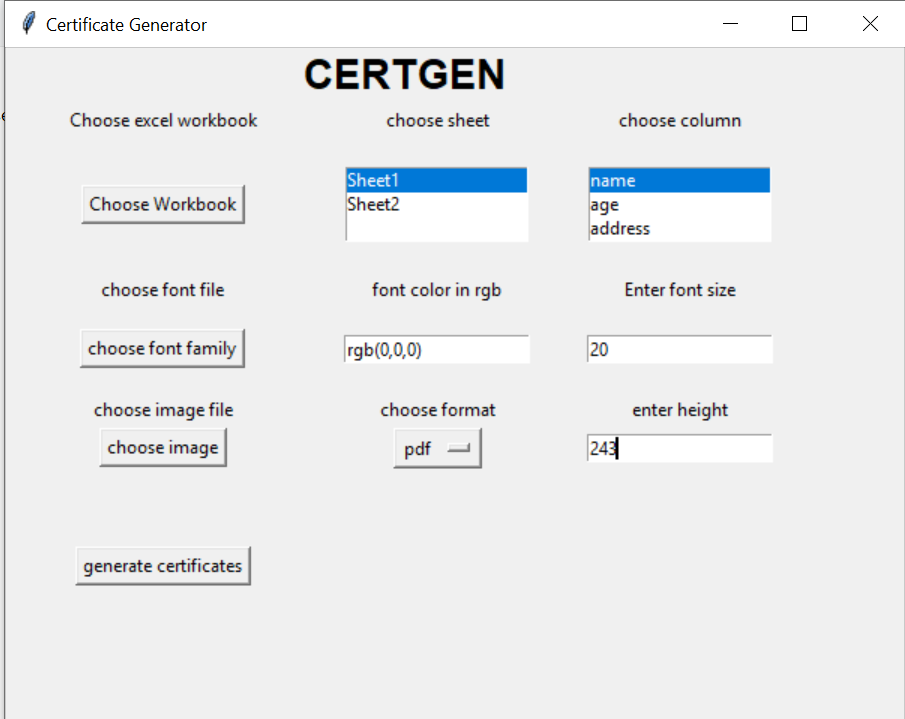 Certificate Generator
CERTGEN
Choose excel workbook
choose sheet
choose column
Choose Workbook
Sheet1
Sheet2
name
age
address
choose font file
font color in rgb
Enter font size
choose font family
rgb(0,0,0)
20
choose image file
choose format
enter height
choose image
pdf
243
generate certificates